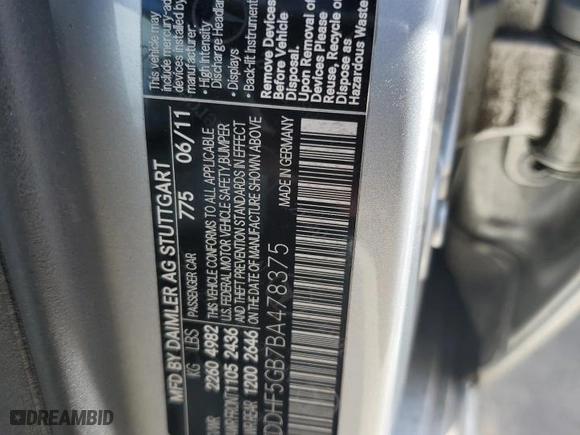 MFD BY DAIMLER AG STUTTGART
775 06/11
KG LBS PASSENGER CAR
2260 4982 THIS VEHICLE CONFORMS TO ALL APPLICABLE
1105 2436 U.S. FEDERAL MOTOR VEHICLE SAFETY, BUMPER
1200 2646 AND THEFT PREVENTION STANDARDS IN EFFECT
ON THE DATE OF MANUFACTURE SHOWN ABOVE
MADE IN GERMANY
DDHF5GB7BA478375
This vehicle may
include mercury-ad
devices installed by
manufacturer:
• High Intensity
Discharge Headla
• Displays
• Back-lit Instrument
Remove Devices
Before Vehicle
Disposal.
Upon Removal of
Devices Please
Reuse, Recycle o
Dispose as
Hazardous Waste
DREAMBID